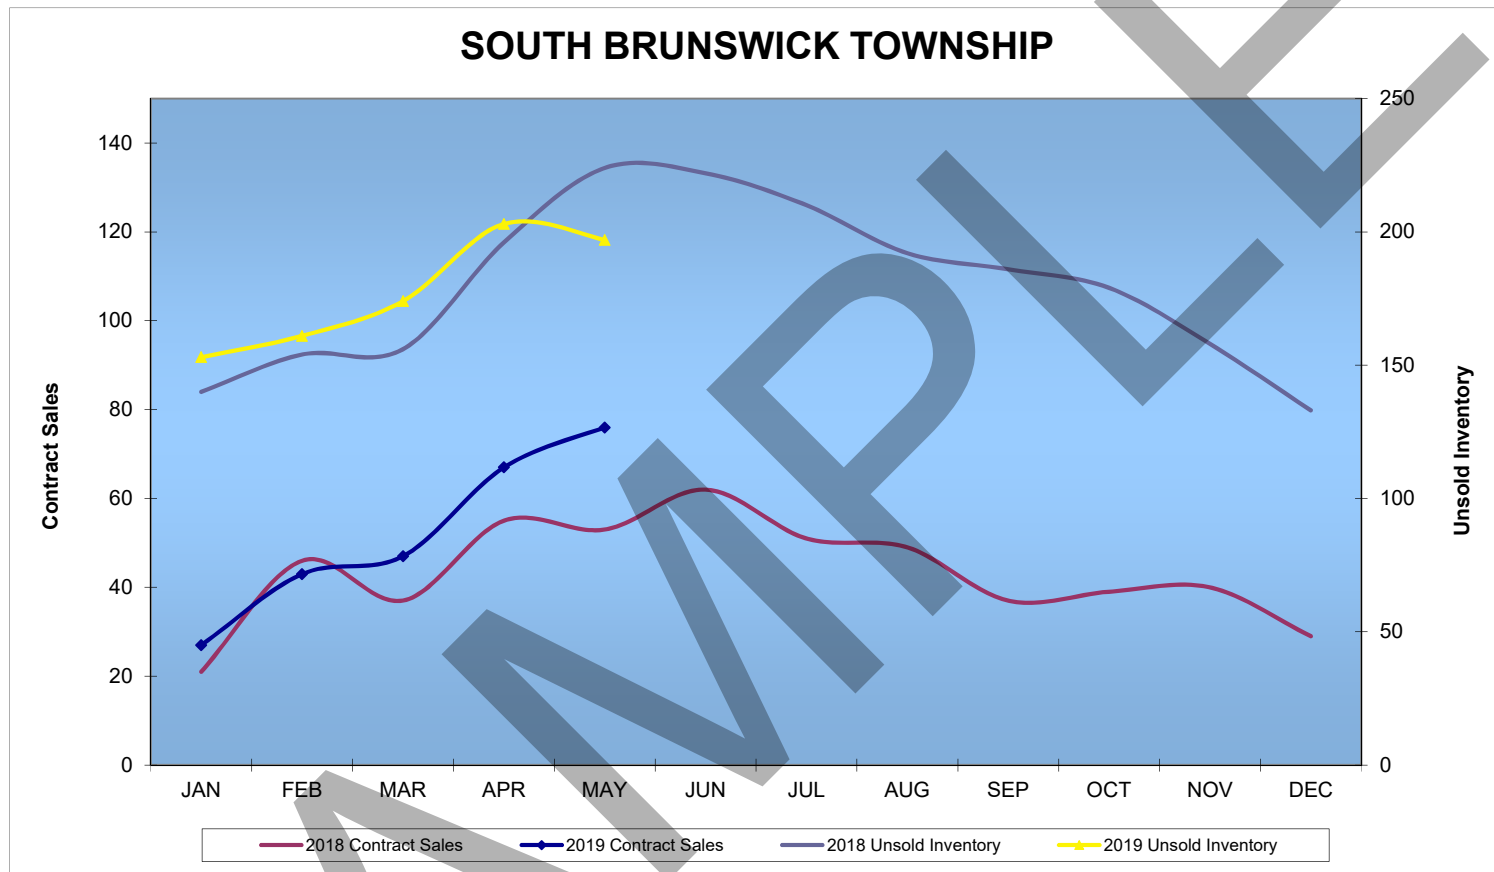 SOUTH BRUNSWICK TOWNSHIP
140
120
100
80
60
40
20
0
Contract Sales
250
200
150
100
50
0
Unsold Inventory
JAN FEB MAR APR MAY JUN JUL AUG SEP OCT NOV DEC
2018 Contract Sales 2019 Contract Sales 2018 Unsold Inventory 2019 Unsold Inventory
AMPLE